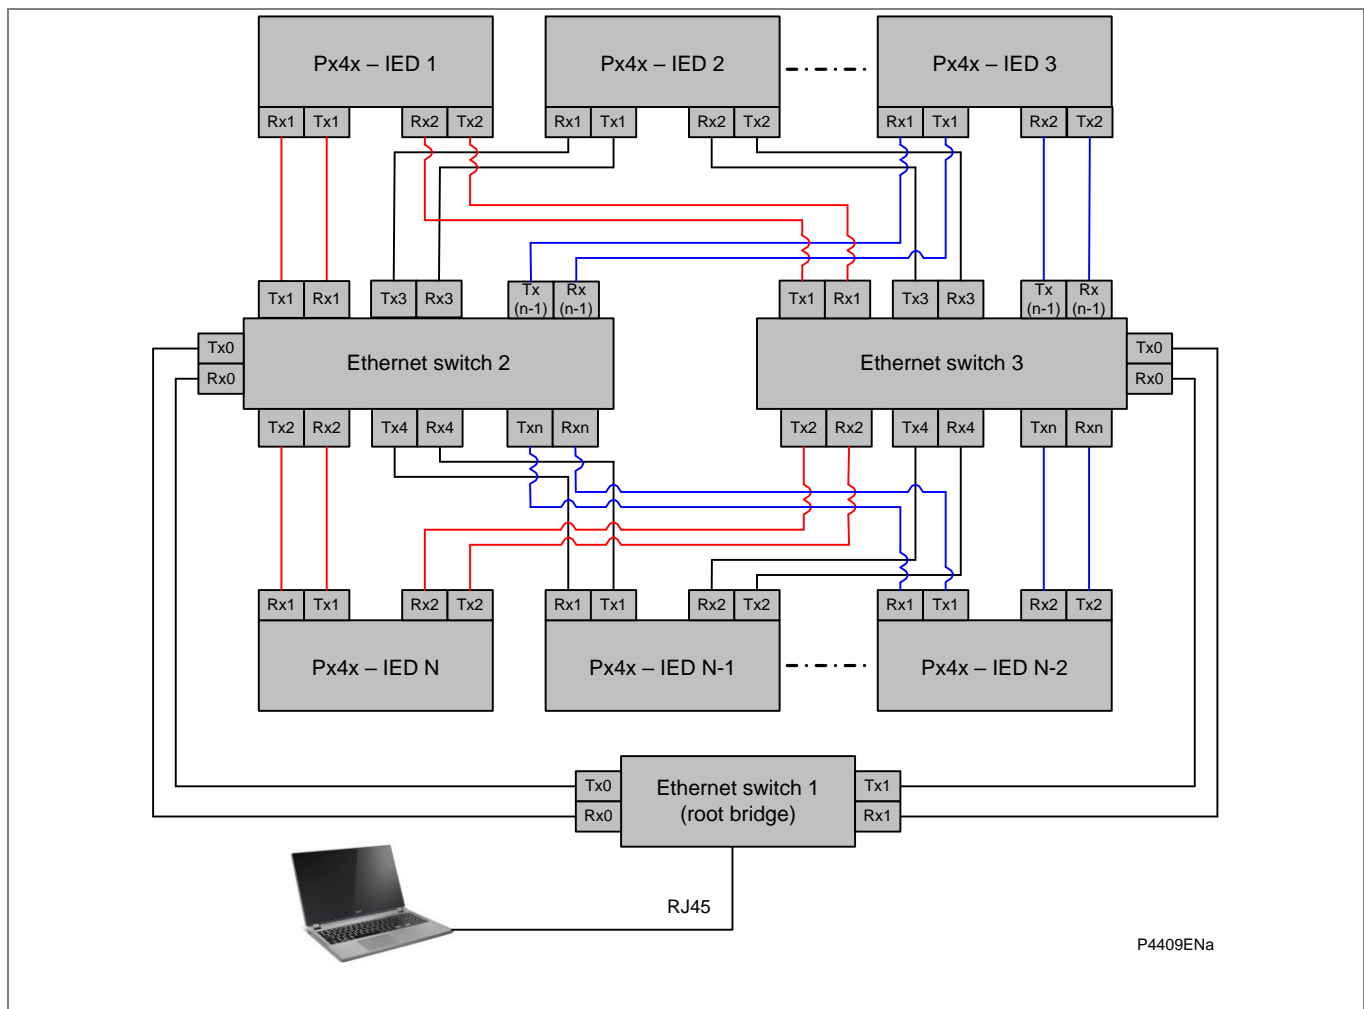 Px4x – IED 1
Px4x – IED 2
Px4x – IED 3
Rx1 Tx1 Rx2 Tx2
Rx1 Tx1 Rx2 Tx2
Rx1 Tx1 Rx2 Tx2
Tx1 Rx1 Tx3 Rx3 Tx (n-1) Rx (n-1)
Tx1 Rx1 Tx3 Rx3 Tx (n-1) Rx (n-1)
Tx0
Rx0
Ethernet switch 2
Ethernet switch 3
Tx0
Rx0
Tx2 Rx2 Tx4 Rx4 Txn Rxn
Tx2 Rx2 Tx4 Rx4 Txn Rxn
Rx1 Tx1 Rx2 Tx2
Rx1 Tx1 Rx2 Tx2
Rx1 Tx1 Rx2 Tx2
Px4x – IED N
Px4x – IED N-1
Px4x – IED N-2
Tx0
Rx0
Ethernet switch 1
(root bridge)
Tx1
Rx1
RJ45
P4409ENa